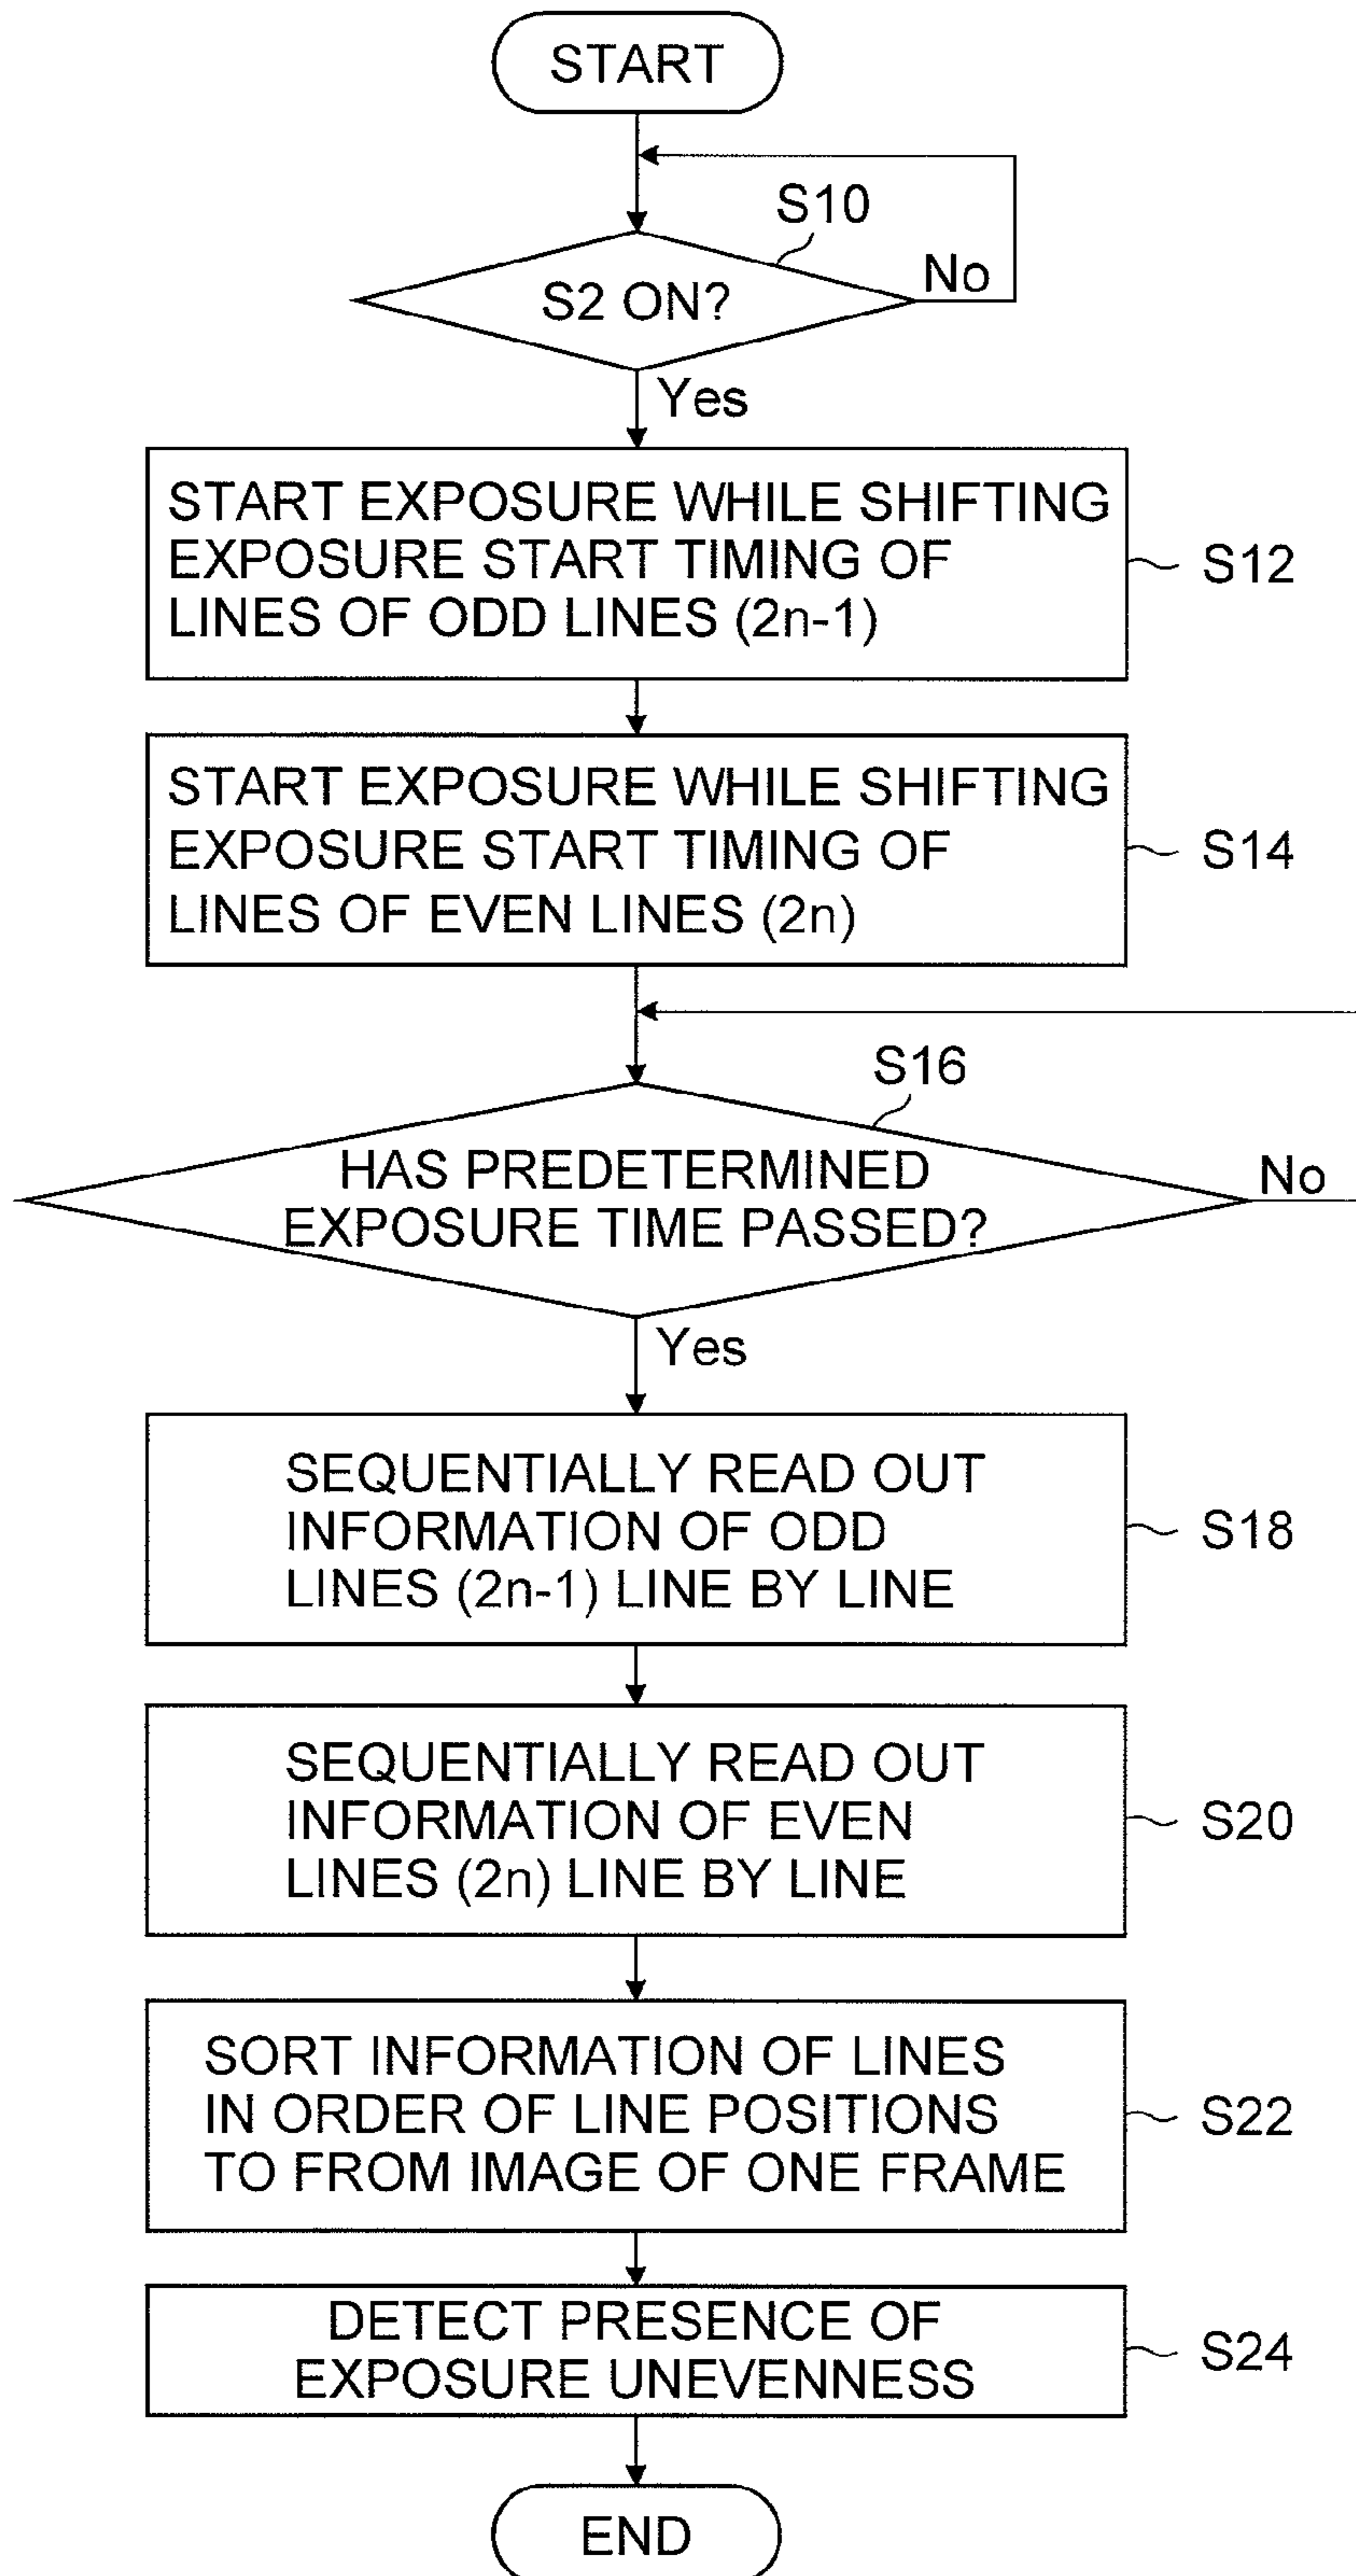 START
S10
S2 ON?
No
Yes
START EXPOSURE WHILE SHIFTING
EXPOSURE START TIMING OF
LINES OF ODD LINES (2n-1)
S12
START EXPOSURE WHILE SHIFTING
EXPOSURE START TIMING OF
LINES OF EVEN LINES (2n)
S14
S16
HAS PREDETERMINED
EXPOSURE TIME PASSED?
No
Yes
SEQUENTIALLY READ OUT
INFORMATION OF ODD
LINES (2n-1) LINE BY LINE
S18
SEQUENTIALLY READ OUT
INFORMATION OF EVEN
LINES (2n) LINE BY LINE
S20
SORT INFORMATION OF LINES
IN ORDER OF LINE POSITIONS
TO FROM IMAGE OF ONE FRAME
S22
DETECT PRESENCE OF
EXPOSURE UNEVENNESS
S24
END